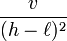 v
(h − ℓ)²